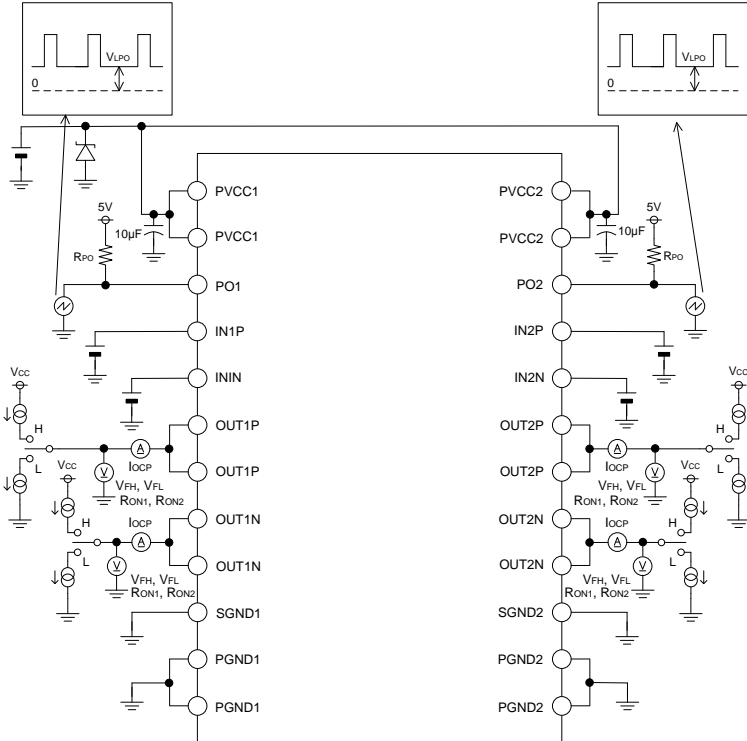 VLPO
0
VLPO
0
PVCC1
PVCC2
5V
10µF
PVCC1
PVCC2
10µF
5V
RPO
RPO
PO1
PO2
IN1P
IN2P
ININ
IN2N
VCC
VCC
OUT1P
OUT2P
H
H
L
L
IOCP
IOCP
A
A
V
V
VCC
VCC
OUT1P
OUT2P
VFH, VFL
RON1, RON2
VFH, VFL
RON1, RON2
OUT1N
OUT2N
H
H
L
L
IOCP
IOCP
A
A
V
V
OUT1N
OUT2N
VFH, VFL
RON1, RON2
VFH, VFL
RON1, RON2
SGND1
SGND2
PGND1
PGND2
PGND1
PGND2